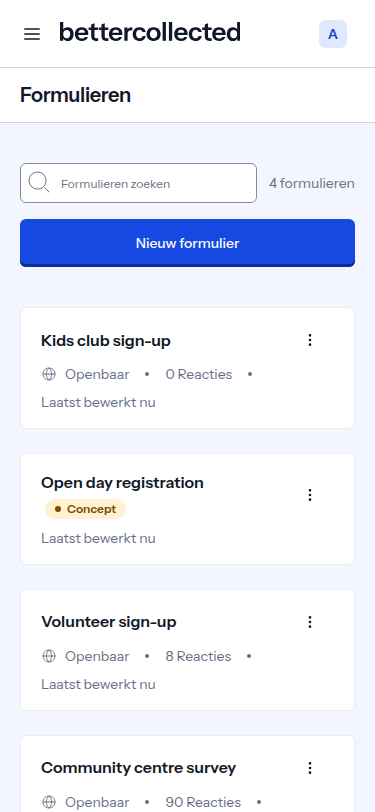 bettercollected
A
Formulieren
Formulieren zoeken
4 formulieren
Nieuw formulier
Kids club sign-up
Openbaar • 0 Reacties •
Laatst bewerkt nu
Open day registration
• Concept
Laatst bewerkt nu
Volunteer sign-up
Openbaar • 8 Reacties •
Laatst bewerkt nu
Community centre survey
Openbaar • 90 Reacties •